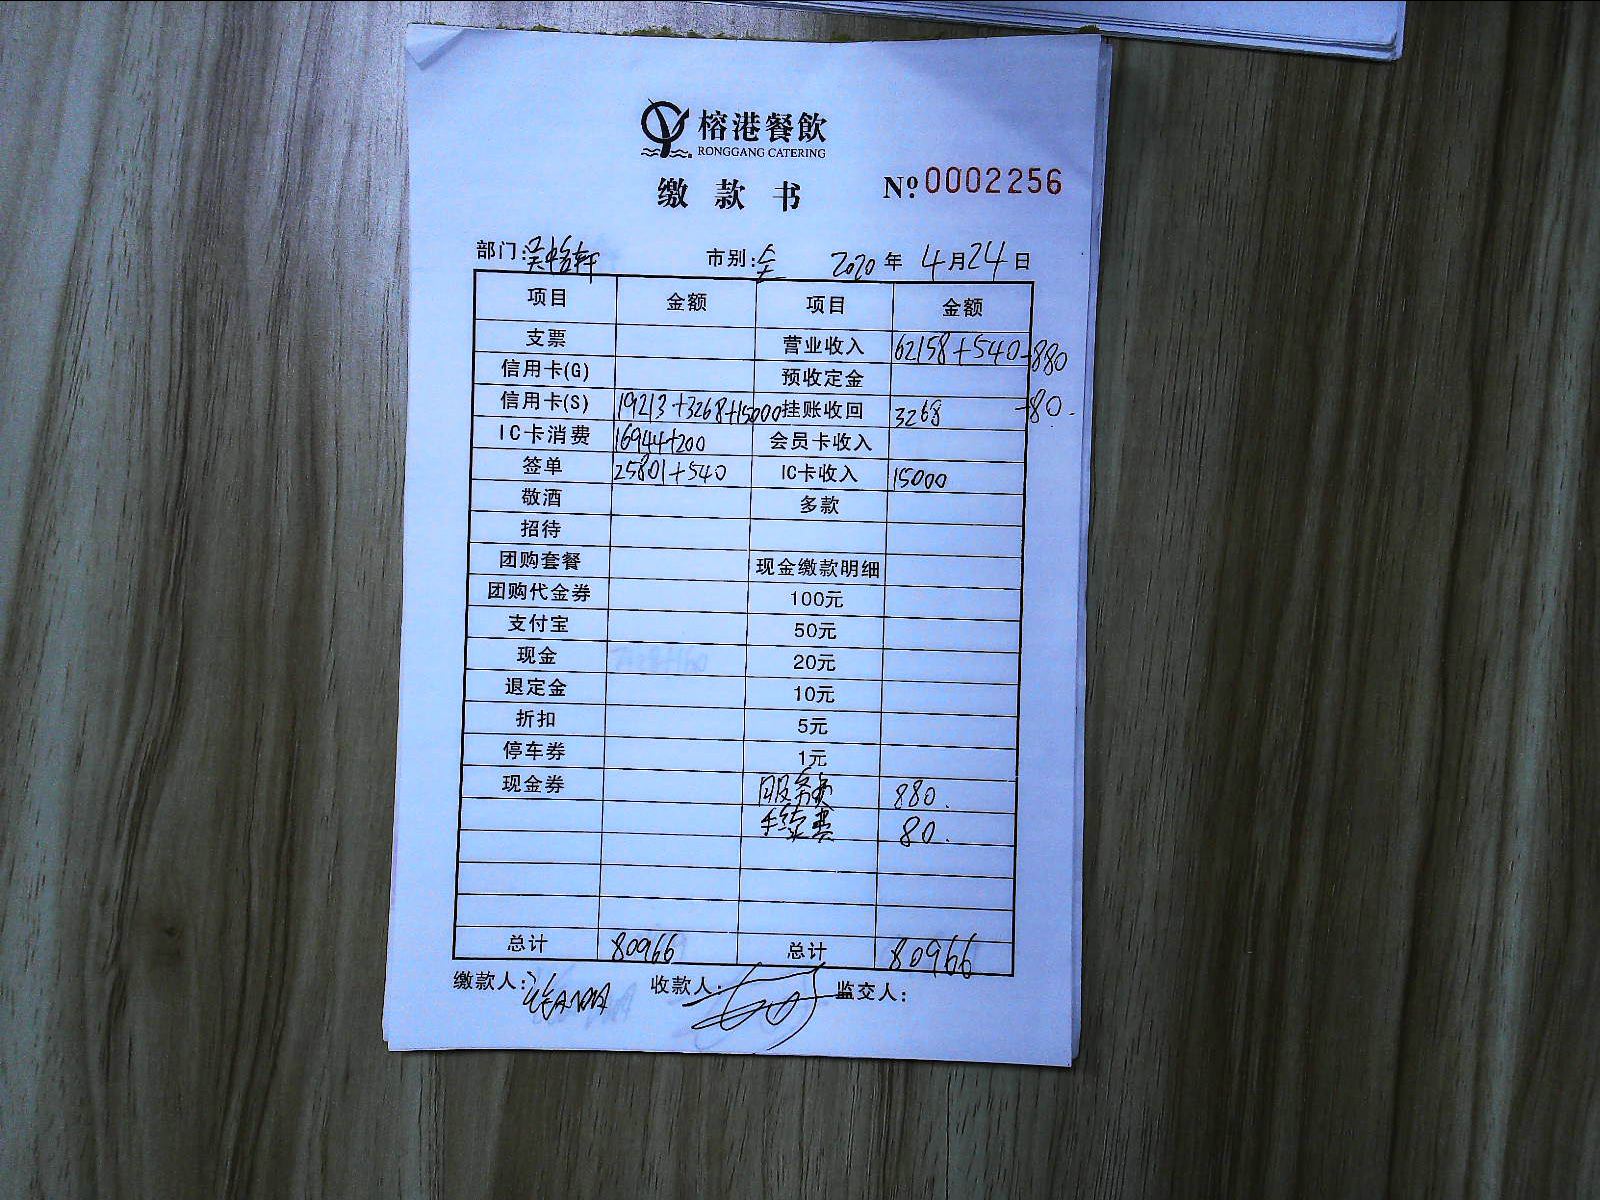 榕港餐飲
RONGGANG CATERING
缴款书 № 0002256
部门: 吴怡轩 市别: 全 2020年 4月24日
项目 金额 项目 金额
支票 营业收入 62158+540-880
信用卡(G) 预收定金
信用卡(S) 19213+3268+15000 挂账收回 3268 -80.
IC卡消费 16944+200 会员卡收入
签单 25801+540 IC卡收入 15000
敬酒 多款
招待
团购套餐 现金缴款明细
团购代金券 100元
支付宝 50元
现金 20元
退定金 10元
折扣 5元
停车券 1元
现金券 服务费 880.
手续费 80.
总计 80966 总计 80966
缴款人: 收款人: 监交人: